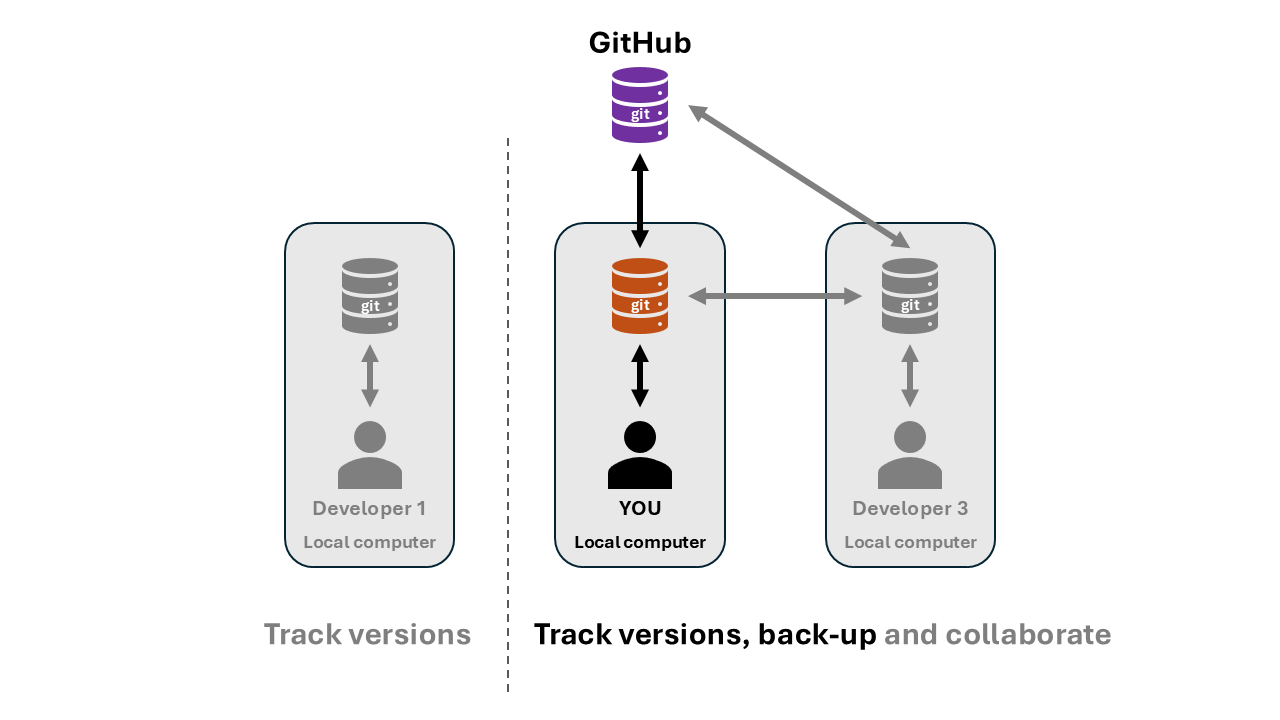 GitHub
git
git
git
git
Developer 1
YOU
Developer 3
Local computer
Local computer
Local computer
Track versions
Track versions, back-up and collaborate